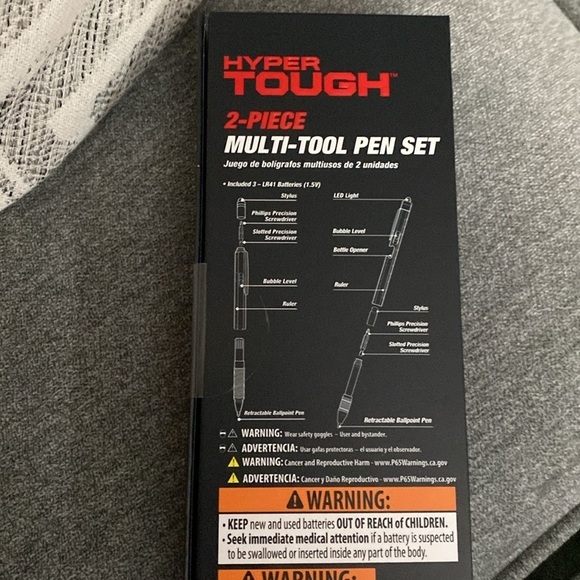 HYPER
TOUGH™
2-PIECE
MULTI-TOOL PEN SET
Juego de bolígrafos multiusos de 2 unidades
• Included 3 – LR41 Batteries (1.5V)
Stylus
Phillips Precision
Screwdriver
Slotted Precision
Screwdriver
Bubble Level
Ruler
Retractable Ballpoint Pen
LED Light
Bubble Level
Bottle Opener
Ruler
Stylus
Phillips Precision
Screwdriver
Slotted Precision
Screwdriver
Retractable Ballpoint Pen
WARNING: Wear safety goggles – User and bystander.
ADVERTENCIA: Usar gafas protectoras – el usuario y el observador.
WARNING: Cancer and Reproductive Harm - www.P65Warnings.ca.gov
ADVERTENCIA: Cancer y Daño Reproductivo - www.P65Warnings.ca.gov
WARNING:
• KEEP new and used batteries OUT OF REACH of CHILDREN.
• Seek immediate medical attention if a battery is suspected
to be swallowed or inserted inside any part of the body.
WARNING: